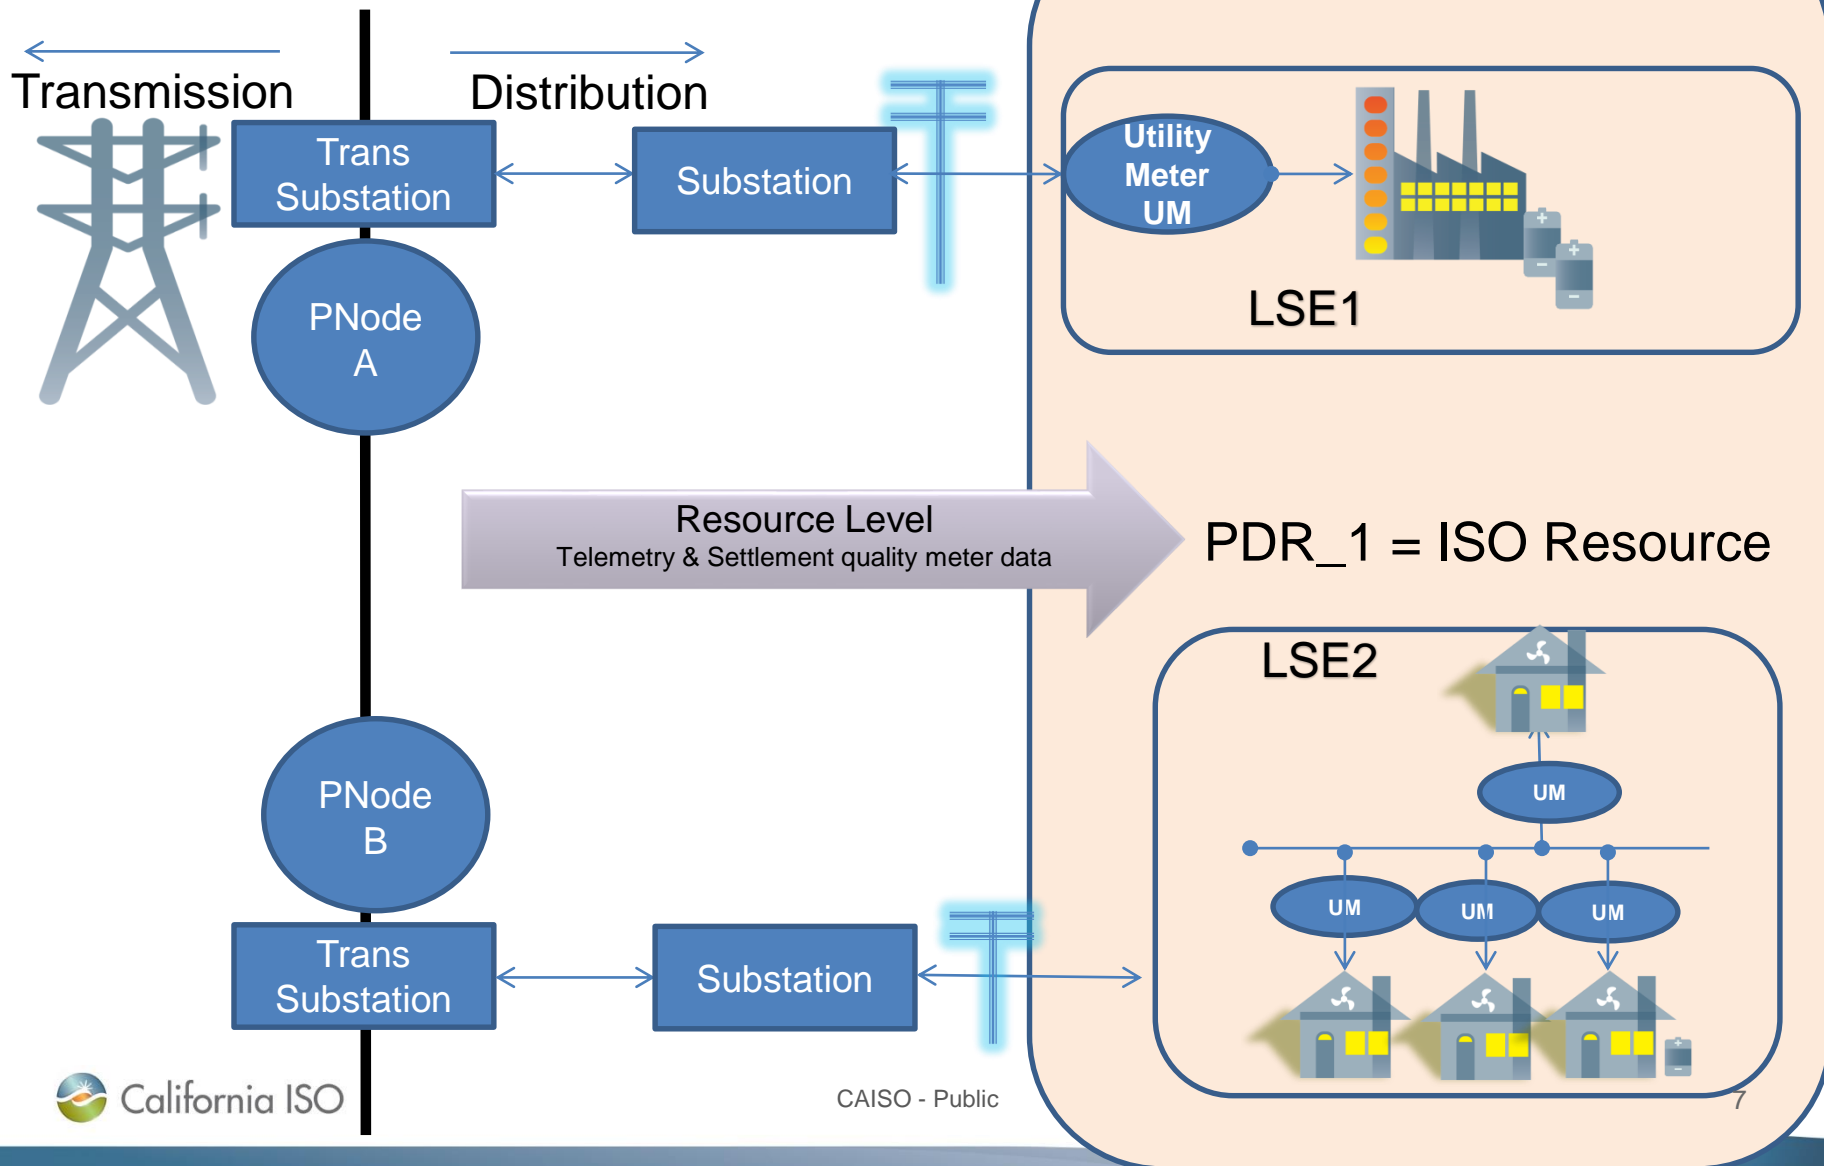 Transmission
Distribution
Trans
Substation
Substation
Utility
Meter
UM
PNode
A
LSE1
Resource Level
Telemetry & Settlement quality meter data
PDR_1 = ISO Resource
LSE2
UM
PNode
B
UM
UM
UM
Trans
Substation
Substation
California ISO
CAISO - Public
7